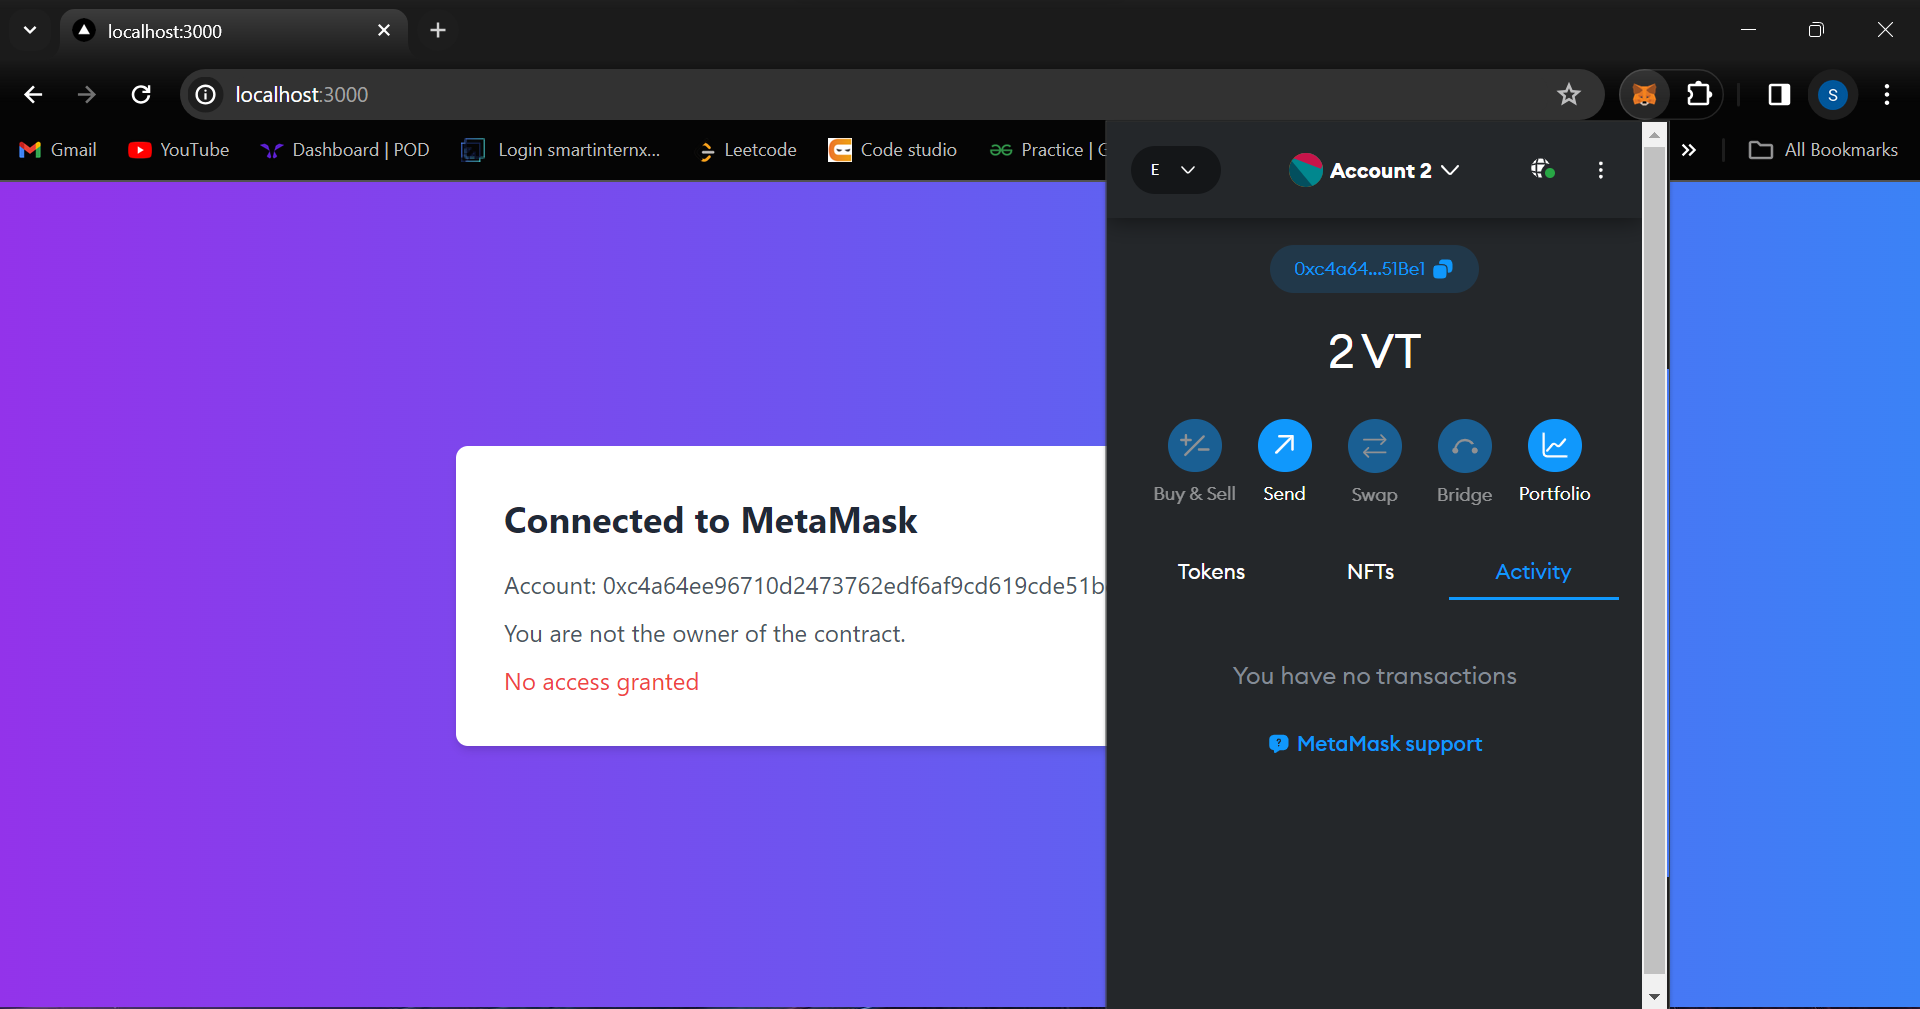 localhost:3000
localhost:3000
S
Gmail
YouTube
Dashboard | POD
Login smartinternx...
Leetcode
Code studio
Practice |
All Bookmarks
E
Account 2
0xc4a64...51Be1
2 VT
Buy & Sell
Send
Swap
Bridge
Portfolio
Tokens
NFTs
Activity
You have no transactions
MetaMask support
Connected to MetaMask
Account: 0xc4a64ee96710d2473762edf6af9cd619cde51b
You are not the owner of the contract.
No access granted